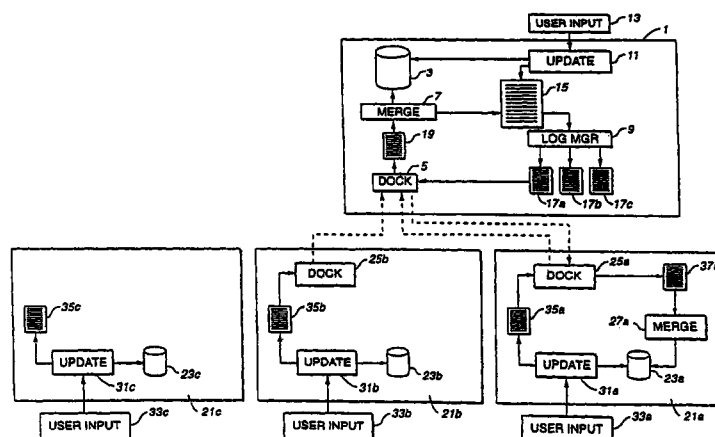 USER INPUT 13
1
UPDATE 11
3
15
7
MERGE
9
LOG MGR
19
5
DOCK
17a 17b 17c
DOCK 25b
DOCK 25a
35c
35b
35a
27a
MERGE
UPDATE
31c
23c
UPDATE
31b
23b
UPDATE
31a
23a
21c
21b
21a
USER INPUT 33c
USER INPUT 33b
USER INPUT 33a